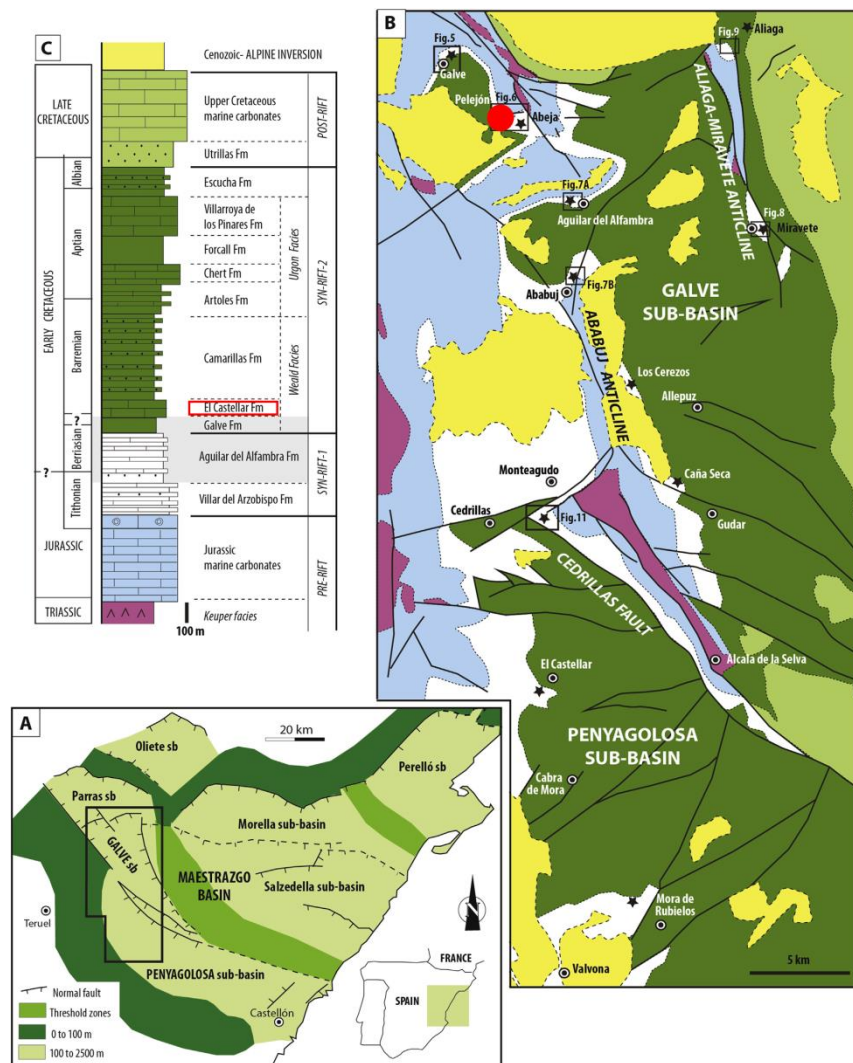 C
Cenozoic- ALPINE INVERSION
LATE
CRETACEOUS
Upper Cretaceous
marine carbonates
POST-RIFT
Utrillas Fm
Albian
Escucha Fm
EARLY CRETACEOUS
Aptian
Villarroya de
los Pinares Fm
Forcall Fm
Chert Fm
Artoles Fm
Urgon Facies
SYN-RIFT-2
Barremian
Camarillas Fm
Weald Facies
El Castellar Fm
?
Galve Fm
Berriasian
Aguilar del Alfambra Fm
SYN-RIFT-1
?
Tithonian
Villar del Arzobispo Fm
JURASSIC
Jurassic
marine carbonates
PRE-RIFT
TRIASSIC
Keuper facies
100 m
B
Fig.5
Galve
Fig.9
Aliaga
Pelejón
Fig.6
Abeja
ALIAGA-MIRAVETE ANTICLINE
Fig.7A
Aguilar del Alfambra
Fig.8
Miravete
Fig.7B
Ababuj
GALVE
SUB-BASIN
ABABUJ ANTICLINE
Los Cerezos
Allepuz
Monteagudo
Caña Seca
Cedrillas
Fig.11
Gudar
CEDRILLAS FAULT
El Castellar
Alcala de la Selva
PENYAGOLOSA
SUB-BASIN
Cabra
de Mora
Mora de
Rubielos
Valvona
5 km
A
20 km
Oliete sb
Perelló sb
Parras sb
Morella sub-basin
GALVE sb
MAESTRAZGO
BASIN
Salzedella sub-basin
Teruel
N
PENYAGOLOSA sub-basin
FRANCE
SPAIN
Castellón
Normal fault
Threshold zones
0 to 100 m
100 to 2500 m